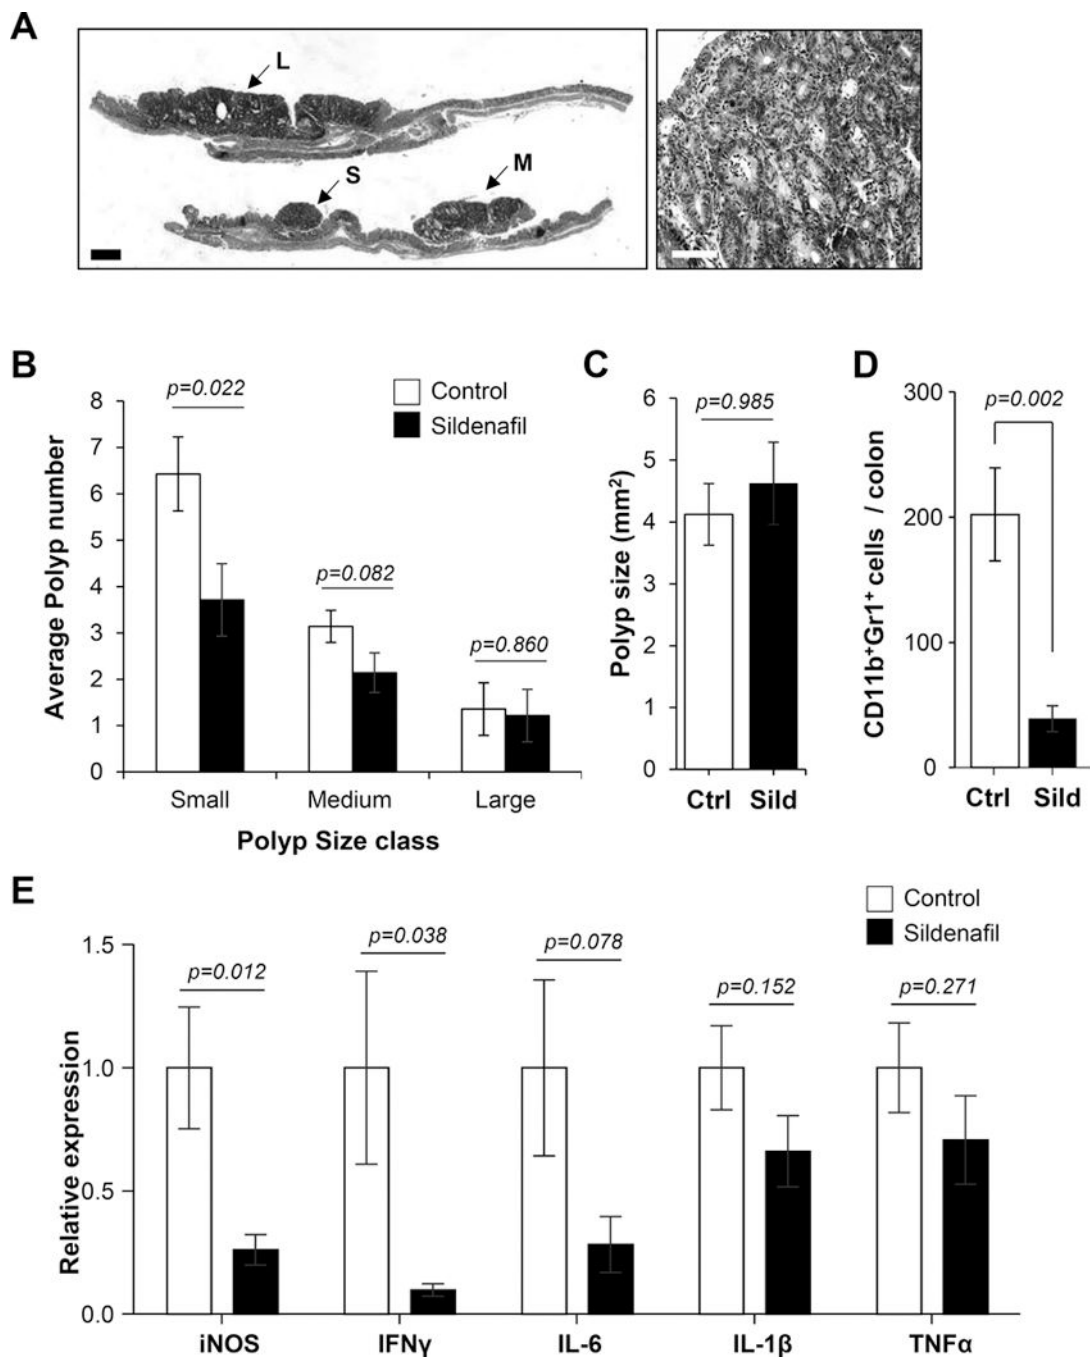 A
L
S
M
B
Average Polyp number
8
7
6
5
4
3
2
1
0
p=0.022
p=0.082
p=0.860
Control
Sildenafil
Small Medium Large
Polyp Size class
C
Polyp size (mm²)
6
5
4
3
2
1
0
p=0.985
Ctrl Sild
D
CD11b⁺Gr1⁺ cells / colon
300
200
100
0
p=0.002
Ctrl Sild
E
Control
Sildenafil
Relative expression
1.5
1.0
0.5
0.0
p=0.012
p=0.038
p=0.078
p=0.152
p=0.271
iNOS IFNγ IL-6 IL-1β TNFα